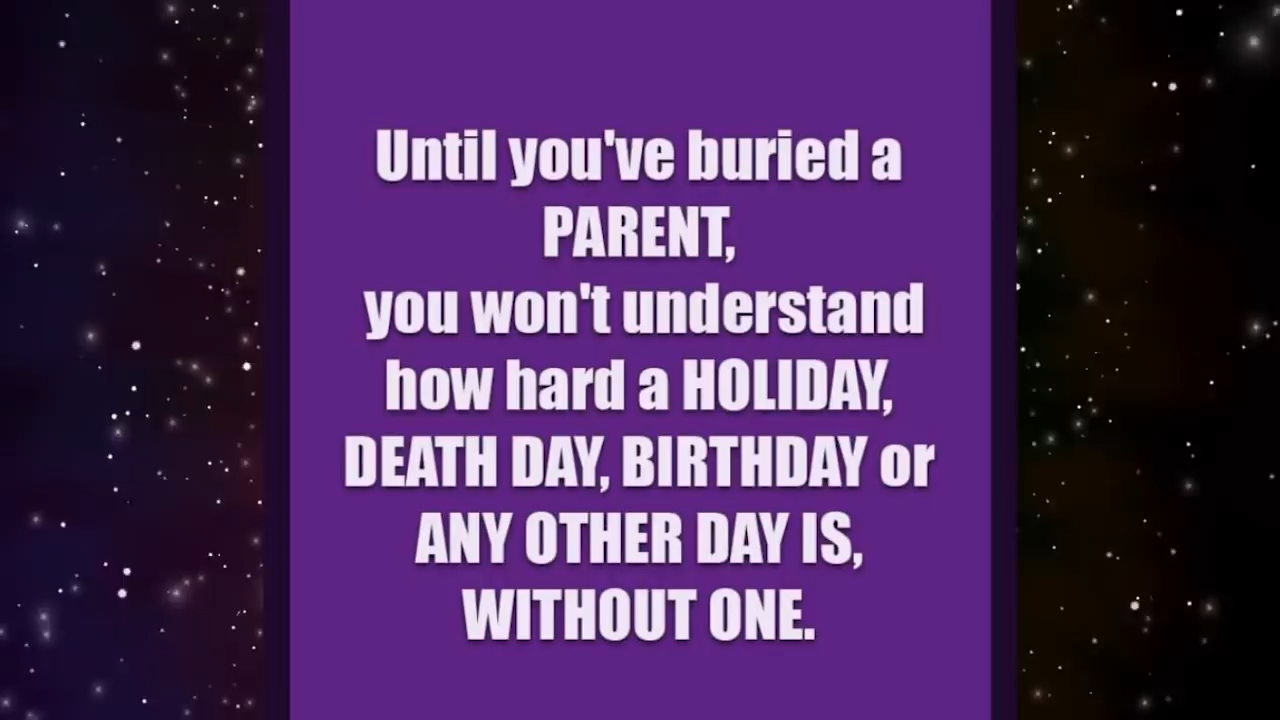 Until you've buried a
PARENT,
you won't understand
how hard a HOLIDAY,
DEATH DAY, BIRTHDAY or
ANY OTHER DAY IS,
WITHOUT ONE.